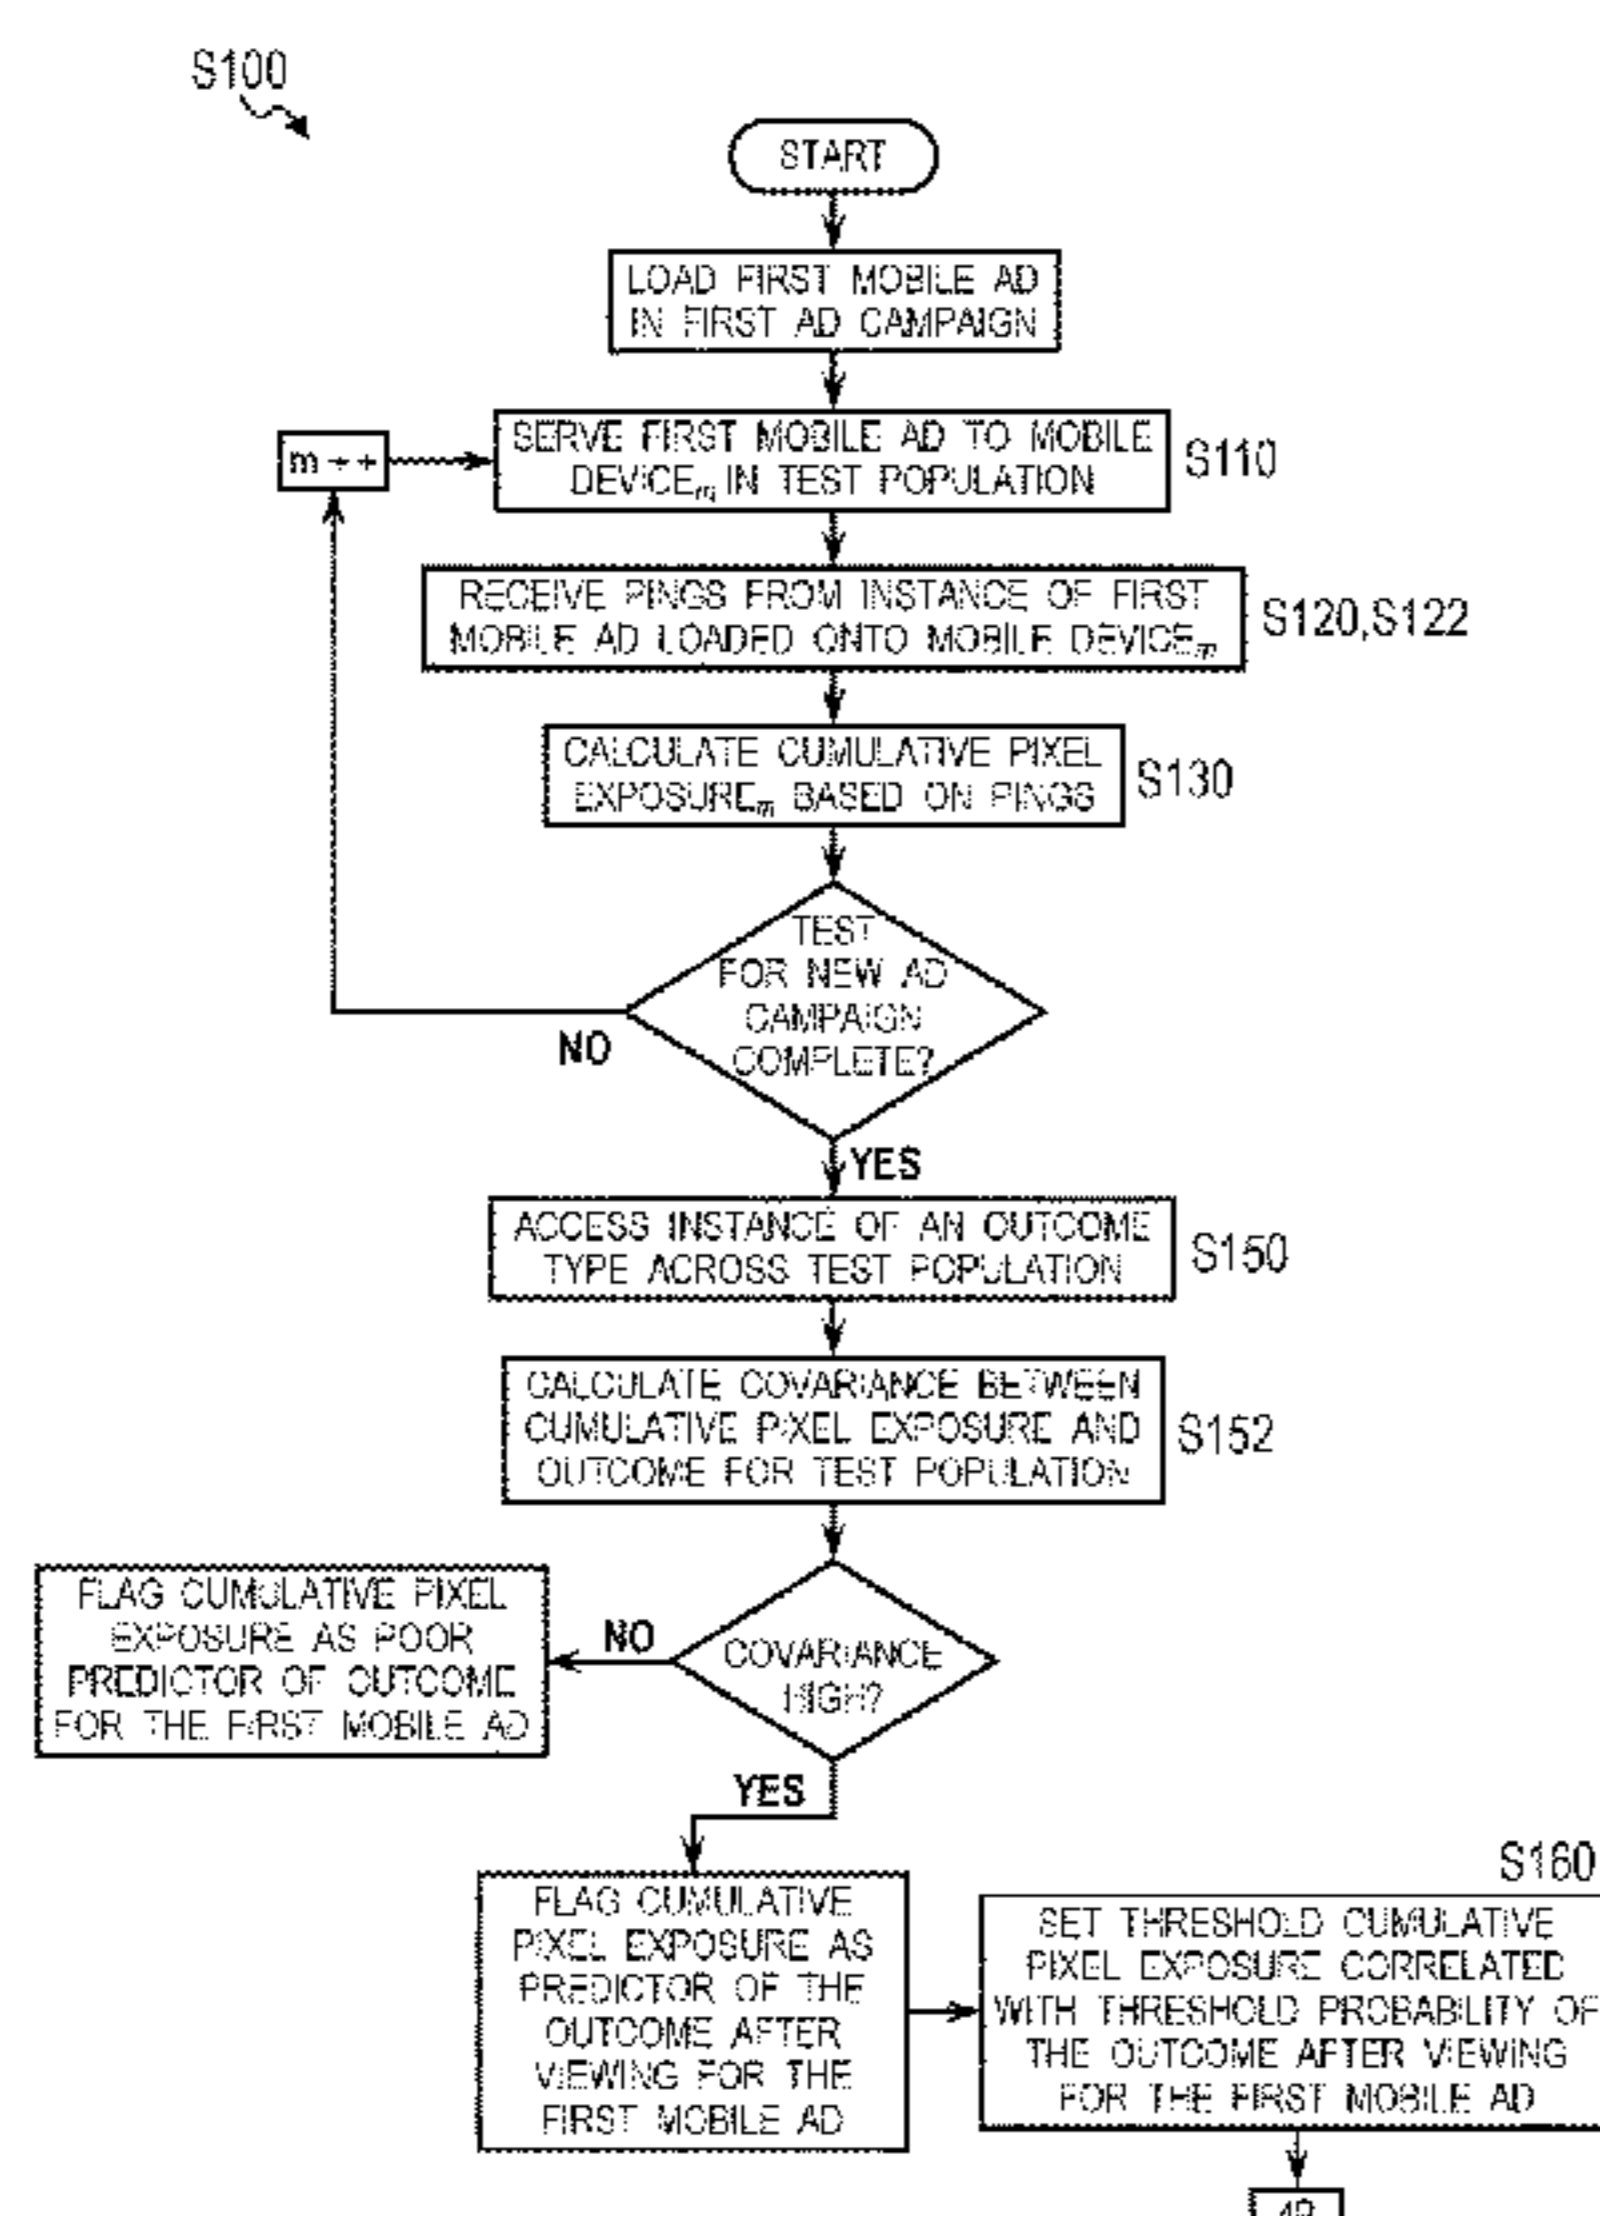 S100
START
LOAD FIRST MOBILE AD
IN FIRST AD CAMPAIGN
m++
SERVE FIRST MOBILE AD TO MOBILE
DEVICEm IN TEST POPULATION
S110
RECEIVE PINGS FROM INSTANCE OF FIRST
MOBILE AD LOADED ONTO MOBILE DEVICEm
S120,S122
CALCULATE CUMULATIVE PIXEL
EXPOSUREm BASED ON PINGS
S130
TEST
FOR NEW AD
CAMPAIGN
COMPLETE?
NO
YES
ACCESS INSTANCE OF AN OUTCOME
TYPE ACROSS TEST POPULATION
S150
CALCULATE COVARIANCE BETWEEN
CUMULATIVE PIXEL EXPOSURE AND
OUTCOME FOR TEST POPULATION
S152
COVARIANCE
HIGH?
NO
FLAG CUMULATIVE PIXEL
EXPOSURE AS POOR
PREDICTOR OF OUTCOME
FOR THE FIRST MOBILE AD
YES
FLAG CUMULATIVE
PIXEL EXPOSURE AS
PREDICTOR OF THE
OUTCOME AFTER
VIEWING FOR THE
FIRST MOBILE AD
S160
SET THRESHOLD CUMULATIVE
PIXEL EXPOSURE CORRELATED
WITH THRESHOLD PROBABILITY OF
THE OUTCOME AFTER VIEWING
FOR THE FIRST MOBILE AD